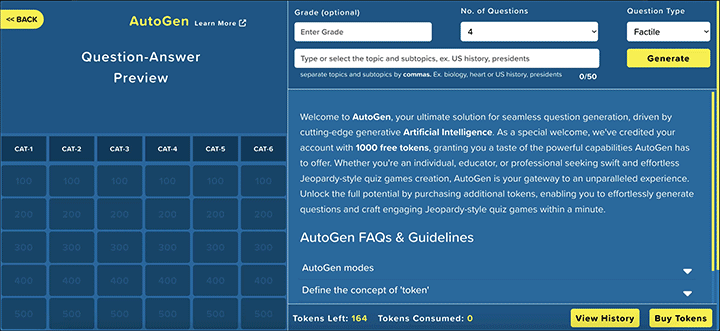 << BACK
AutoGen Learn More
Question-Answer
Preview
CAT-1 CAT-2 CAT-3 CAT-4 CAT-5 CAT-6
100 100 100 100 100 100
200 200 200 200 200 200
300 300 300 300 300 300
400 400 400 400 400 400
500 500 500 500 500 500
Grade (optional) No. of Questions Question Type
Enter Grade 4 Factile
Type or select the topic and subtopics, ex. US history, presidents Generate
separate topics and subtopics by commas. Ex. biology, heart or US history, presidents 0/50
Welcome to AutoGen, your ultimate solution for seamless question generation, driven by
cutting-edge generative Artificial Intelligence. As a special welcome, we've credited your
account with 1000 free tokens, granting you a taste of the powerful capabilities AutoGen has
to offer. Whether you're an individual, educator, or professional seeking swift and effortless
Jeopardy-style quiz games creation, AutoGen is your gateway to an unparalleled experience.
Unlock the full potential by purchasing additional tokens, enabling you to effortlessly generate
questions and craft engaging Jeopardy-style quiz games within a minute.
AutoGen FAQs & Guidelines
AutoGen modes
Define the concept of 'token'
Tokens Left: 164 Tokens Consumed: 0 View History Buy Tokens